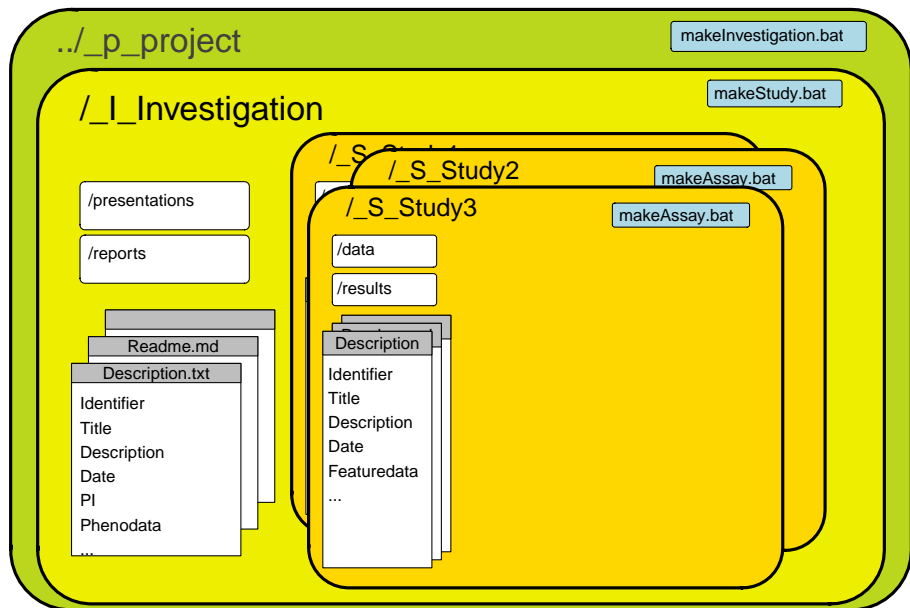 ../_p_project
makeInvestigation.bat
/_I_Investigation
makeStudy.bat
/_S_Study2
makeAssay.bat
/_S_Study3
makeAssay.bat
/presentations
/reports
/data
/results
Readme.md
Description.txt
Identifier
Title
Description
Date
PI
Phenodata
...
Description
Identifier
Title
Description
Date
Featuredata
...